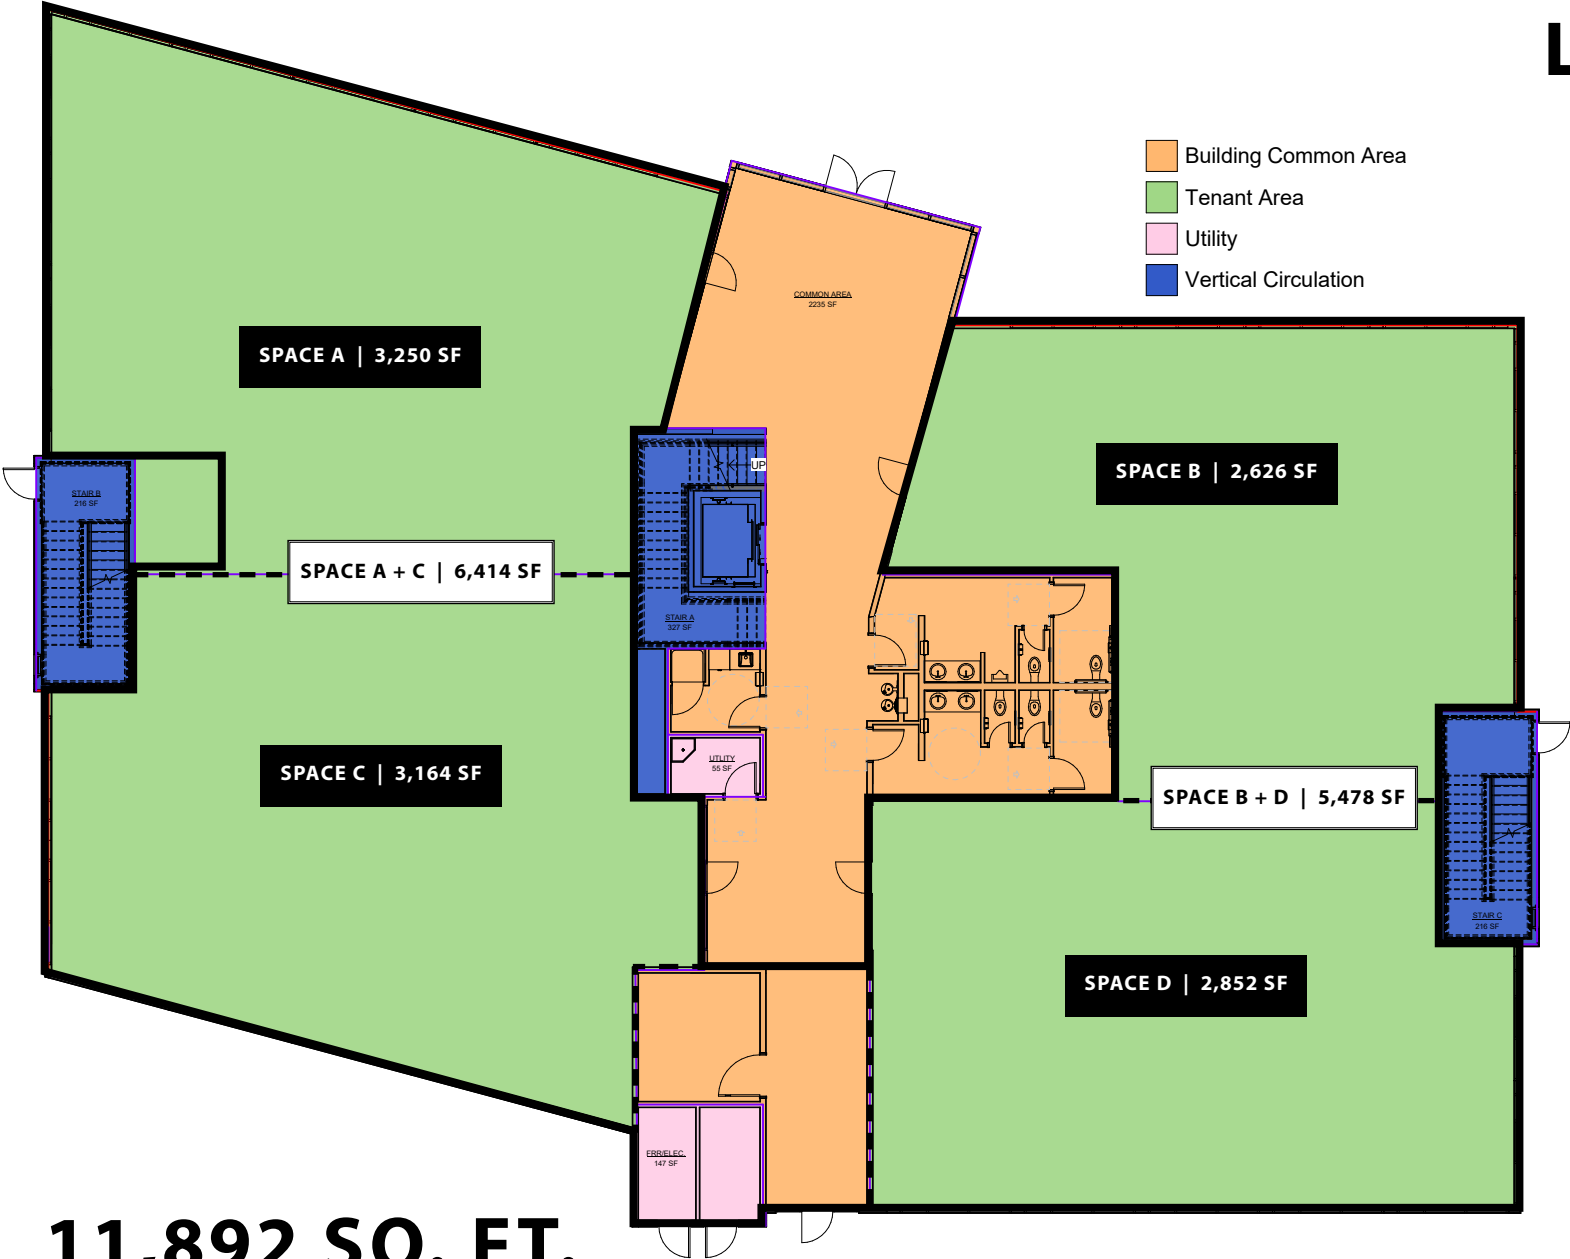 L
Building Common Area
Tenant Area
Utility
Vertical Circulation
COMMON AREA
2235 SF
SPACE A | 3,250 SF
SPACE B | 2,626 SF
UP
STAIR B
216 SF
SPACE A + C | 6,414 SF
STAIR A
327 SF
UTLITY
55 SF
SPACE C | 3,164 SF
SPACE B + D | 5,478 SF
STAIR C
216 SF
SPACE D | 2,852 SF
FRR/ELEC.
147 SF
11,892 SQ. FT.